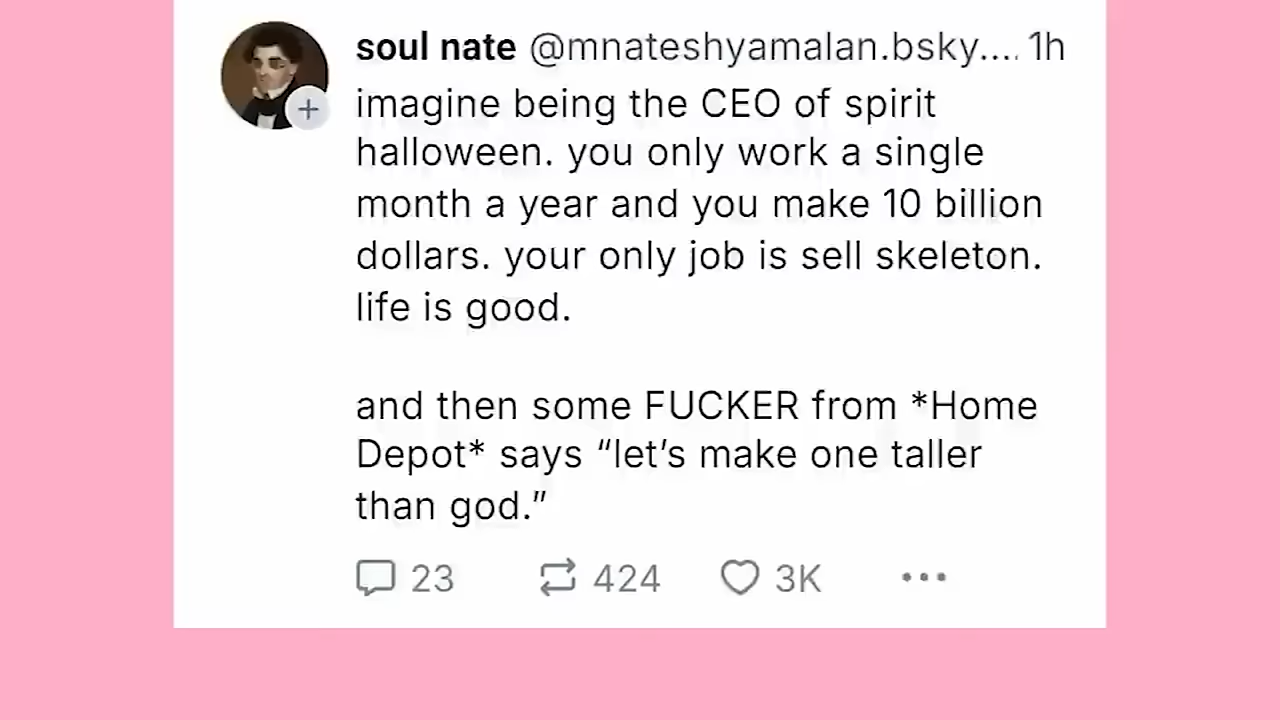 soul nate @mnateshyamalan.bsky.... 1h
imagine being the CEO of spirit
halloween. you only work a single
month a year and you make 10 billion
dollars. your only job is sell skeleton.
life is good.
and then some FUCKER from *Home
Depot* says “let’s make one taller
than god.”
23 424 3K